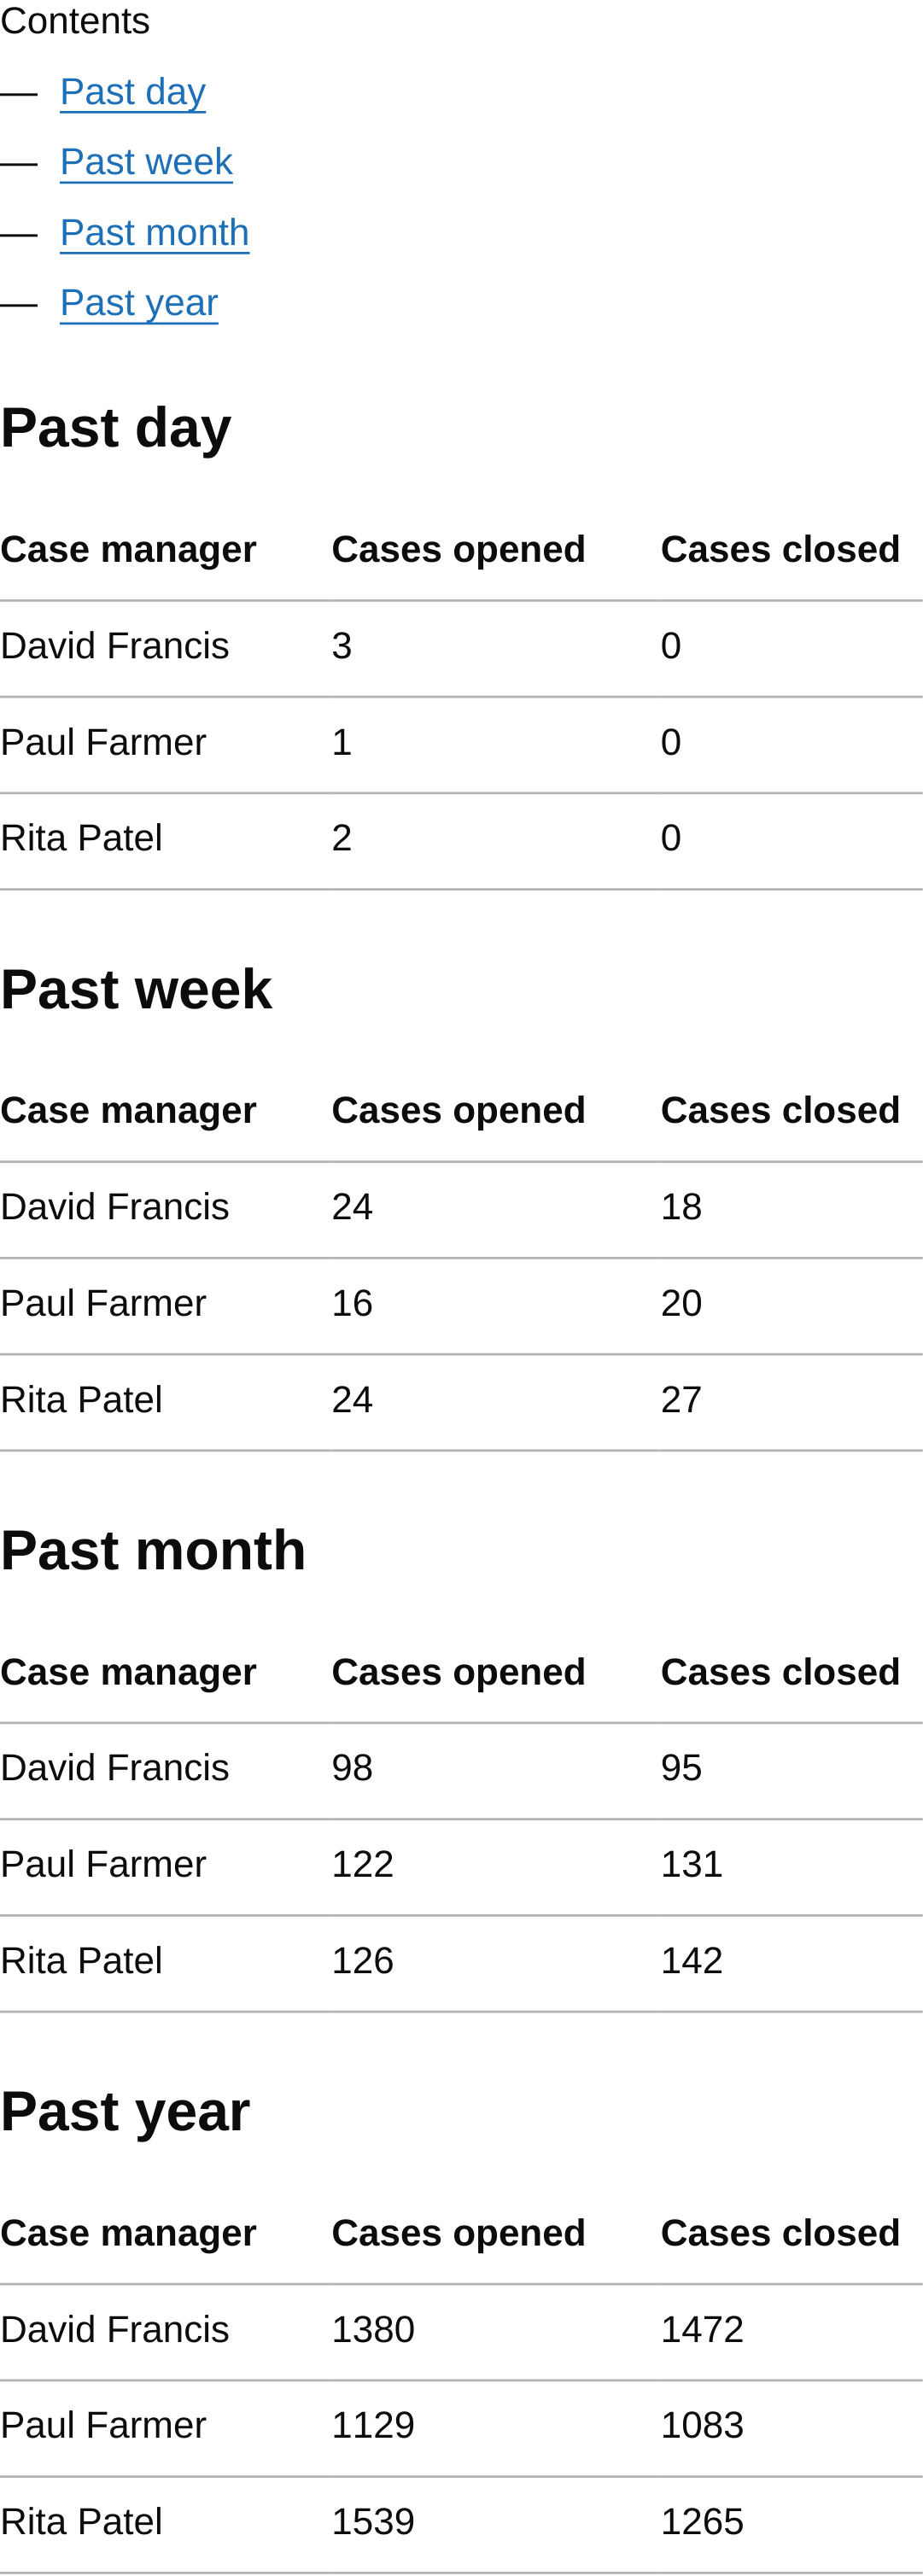 Contents
— Past day
— Past week
— Past month
— Past year
Past day
Case manager Cases opened Cases closed
David Francis 3 0
Paul Farmer 1 0
Rita Patel 2 0
Past week
Case manager Cases opened Cases closed
David Francis 24 18
Paul Farmer 16 20
Rita Patel 24 27
Past month
Case manager Cases opened Cases closed
David Francis 98 95
Paul Farmer 122 131
Rita Patel 126 142
Past year
Case manager Cases opened Cases closed
David Francis 1380 1472
Paul Farmer 1129 1083
Rita Patel 1539 1265